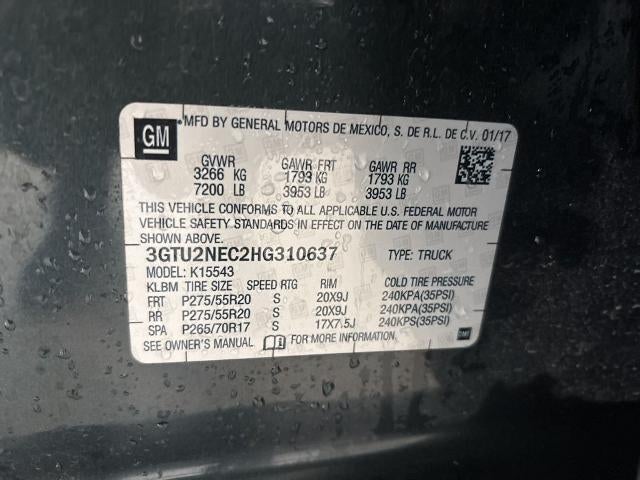 GM
MFD BY GENERAL MOTORS DE MEXICO, S. DE R.L. DE C.V. 01/17
GVWR GAWR FRT GAWR RR
3266 KG 1793 KG 1793 KG
7200 LB 3953 LB 3953 LB
THIS VEHICLE CONFORMS TO ALL APPLICABLE U.S. FEDERAL MOTOR
VEHICLE SAFETY STANDARDS IN EFFECT ON THE DATE OF MANUFACTURE
SHOWN ABOVE.
3GTU2NEC2HG310637 TYPE: TRUCK
MODEL: K15543
KLBM TIRE SIZE SPEED RTG RIM COLD TIRE PRESSURE
FRT P275/55R20 S 20X9J 240KPA(35PSI)
RR P275/55R20 S 20X9J 240KPA(35PSI)
SPA P265/70R17 S 17X7.5J 240KPS(35PSI)
SEE OWNER'S MANUAL FOR MORE INFORMATION
GM